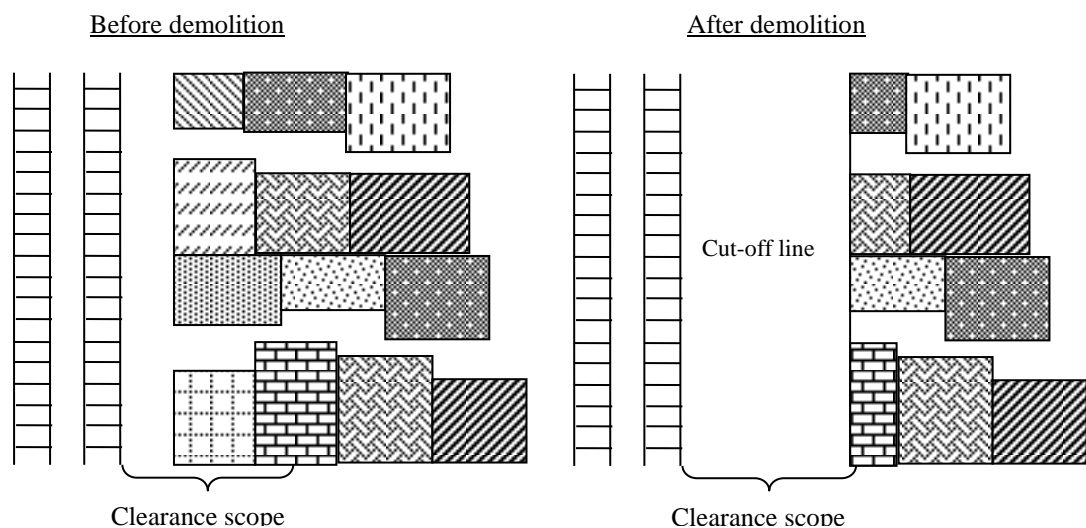 Before demolition
After demolition
Cut-off line
Clearance scope
Clearance scope